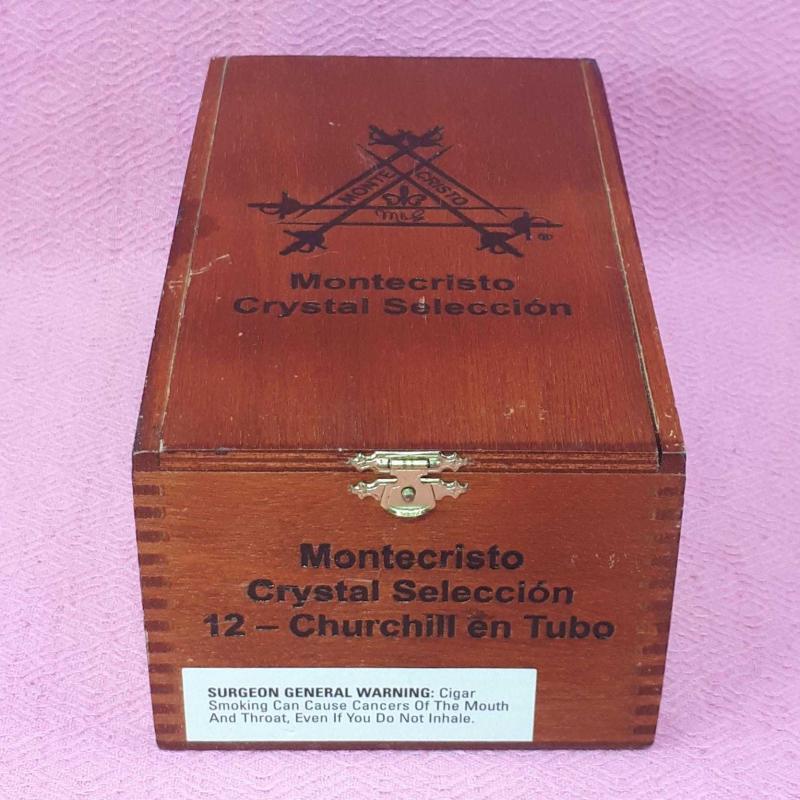 MONTE CRISTO
M&G
®
Montecristo
Crystal Selección
Montecristo
Crystal Selección
12 – Churchill en Tubo
SURGEON GENERAL WARNING: Cigar
Smoking Can Cause Cancers Of The Mouth
And Throat, Even If You Do Not Inhale.